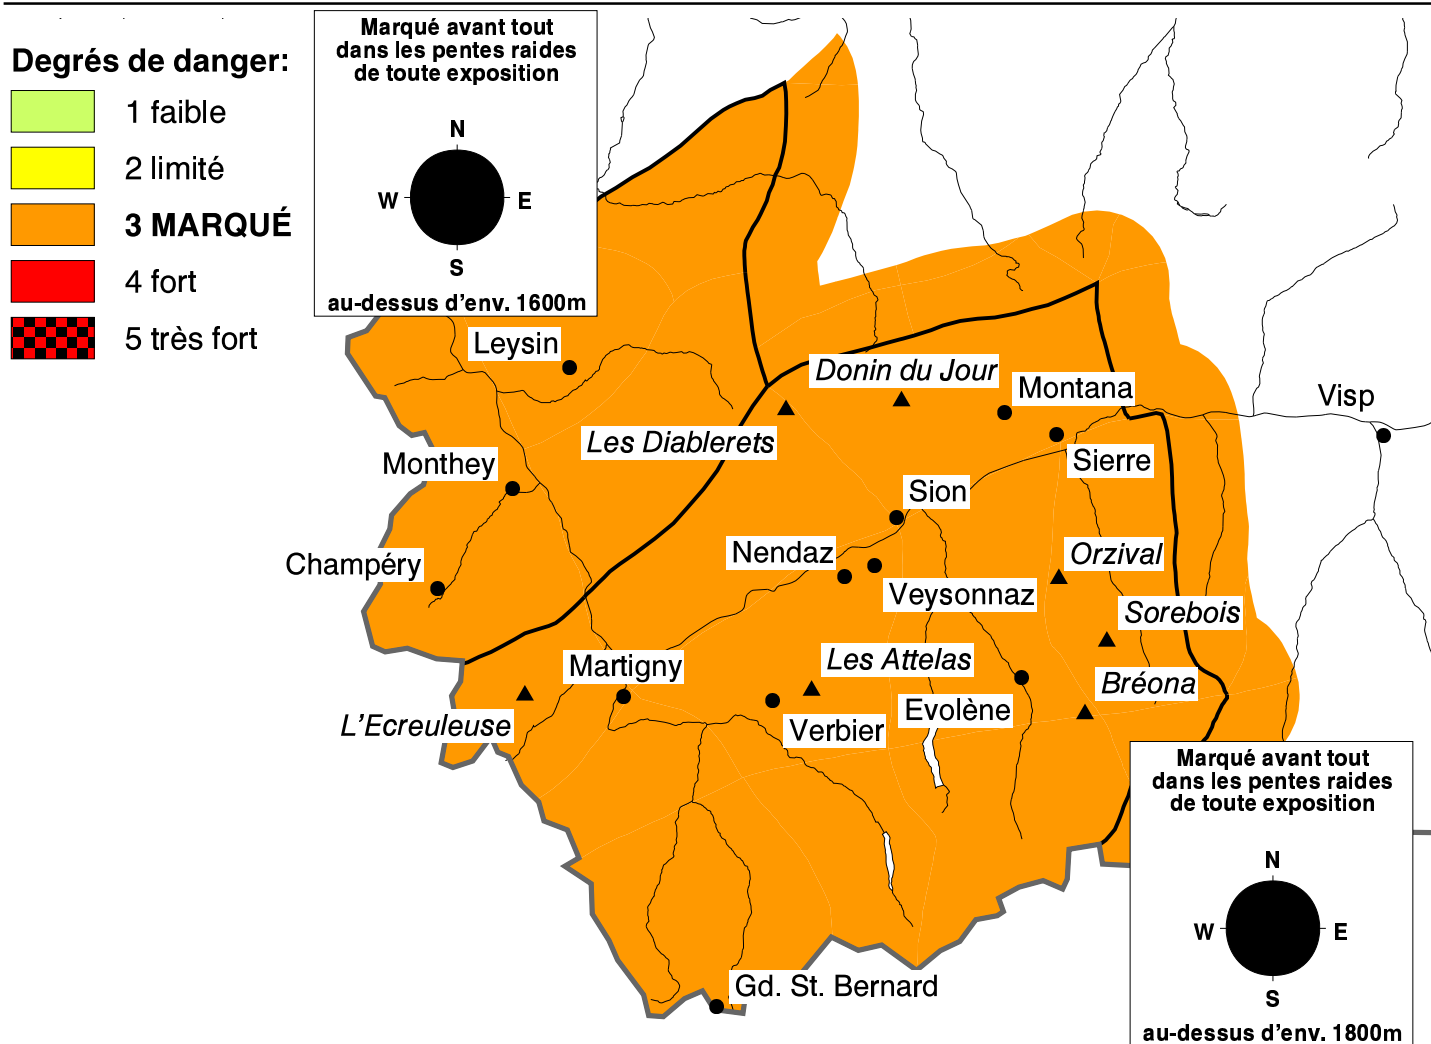 Degrés de danger:
1 faible
2 limité
3 MARQUÉ
4 fort
5 très fort
Marqué avant tout
dans les pentes raides
de toute exposition
N
W
E
S
au-dessus d'env. 1600m
Leysin
Donin du Jour
Montana
Visp
Les Diablerets
Sierre
Monthey
Sion
Nendaz
Orzival
Champéry
Veysonnaz
Sorebois
Martigny
Les Attelas
Bréona
L'Ecreuleuse
Verbier
Evolène
Gd. St. Bernard
Marqué avant tout
dans les pentes raides
de toute exposition
N
W
E
S
au-dessus d'env. 1800m